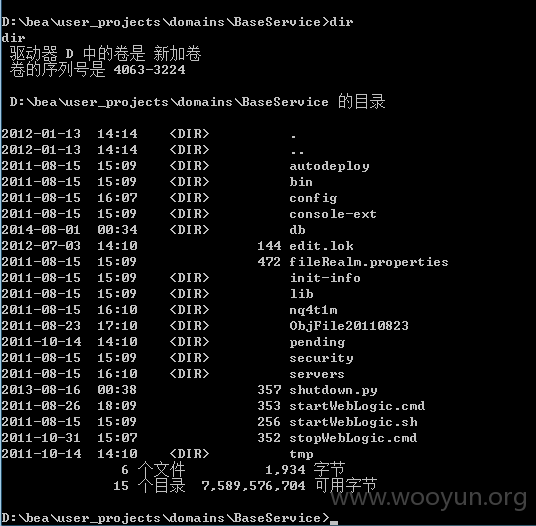 D:\bea\user_projects\domains\BaseService>dir
dir
驱动器 D 中的卷是 新加卷
卷的序列号是 4063-3224
D:\bea\user_projects\domains\BaseService 的目录
2012-01-13 14:14 <DIR> .
2012-01-13 14:14 <DIR> ..
2011-08-15 15:09 <DIR> autodeploy
2011-08-15 15:09 <DIR> bin
2011-08-15 16:07 <DIR> config
2011-08-15 15:09 <DIR> console-ext
2014-08-01 00:34 <DIR> db
2012-07-03 14:10 144 edit.lok
2011-08-15 15:09 472 fileRealm.properties
2011-08-15 15:09 <DIR> init-info
2011-08-15 15:09 <DIR> lib
2011-08-15 16:10 <DIR> nq4t1m
2011-08-23 17:10 <DIR> ObjFile20110823
2011-10-14 14:10 <DIR> pending
2011-08-15 15:09 <DIR> security
2011-08-15 16:10 <DIR> servers
2013-08-16 00:38 357 shutdown.py
2011-08-26 18:09 353 startWebLogic.cmd
2011-08-15 15:09 256 startWebLogic.sh
2011-10-31 15:07 352 stopWebLogic.cmd
2011-10-14 14:10 <DIR> tmp
6 个文件 1,934 字节
15 个目录 7,589,576,704 可用字节
www.wooyun.org
D:\bea\user_projects\domains\BaseService>_